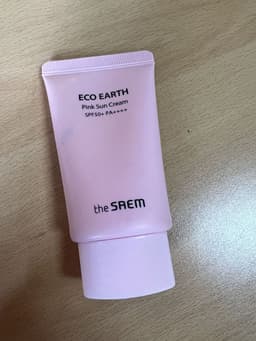 ECO EARTH
Pink Sun Cream
SPF50+ PA++++
the SAEM